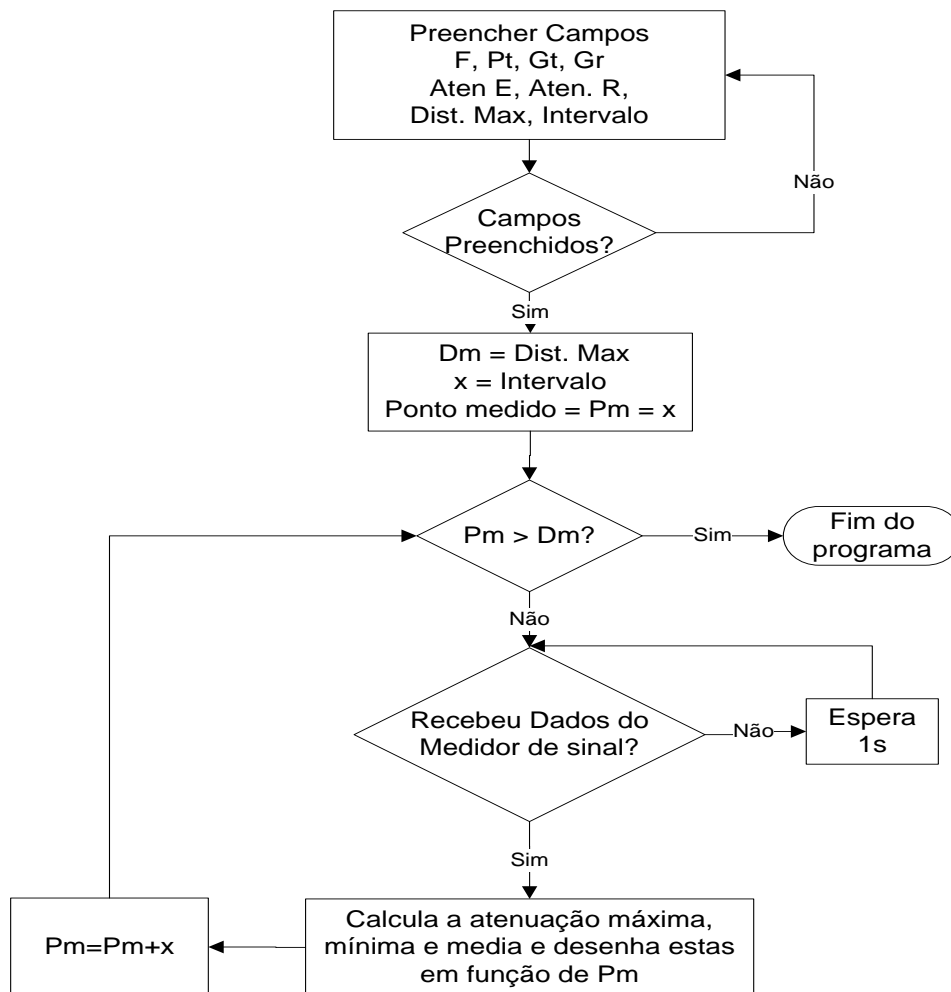 Preencher Campos
F, Pt, Gt, Gr
Aten E, Aten. R,
Dist. Max, Intervalo
Não
Campos
Preenchidos?
Sim
Dm = Dist. Max
x = Intervalo
Ponto medido = Pm = x
Pm > Dm?
Sim
Fim do
programa
Não
Recebeu Dados do
Medidor de sinal?
Não
Espera
1s
Sim
Calcula a atenuação máxima,
mínima e media e desenha estas
em função de Pm
Pm=Pm+x